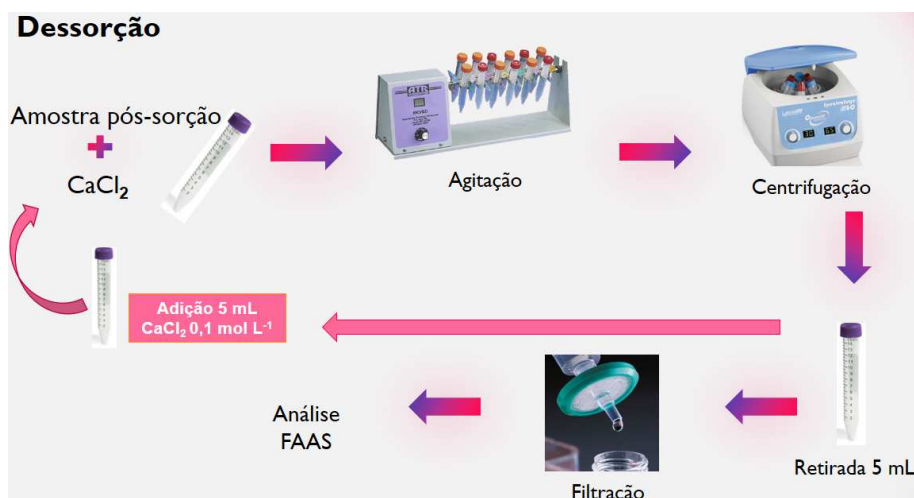 Dessorção
Amostra pós-sorção
CaCl₂
ATR
Agitação
Centrifugação
Adição 5 mL
CaCl₂ 0,1 mol L⁻¹
Análise
FAAS
Filtração
Retirada 5 mL